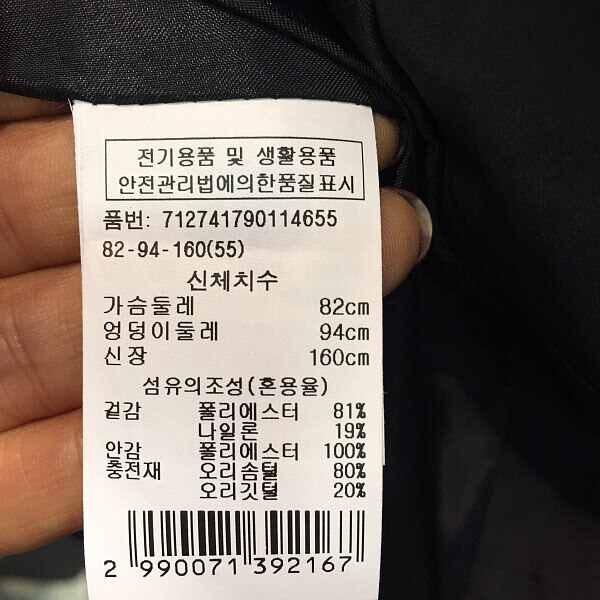 전기용품 및 생활용품
안전관리법에의한품질표시
품번: 712741790114655
82-94-160(55)
신체치수
가슴둘레 82cm
엉덩이둘레 94cm
신장 160cm
섬유의조성(혼용율)
겉감 폴리에스터 81%
나일론 19%
안감 폴리에스터 100%
충전재 오리솜털 80%
오리깃털 20%
2 990071 392167